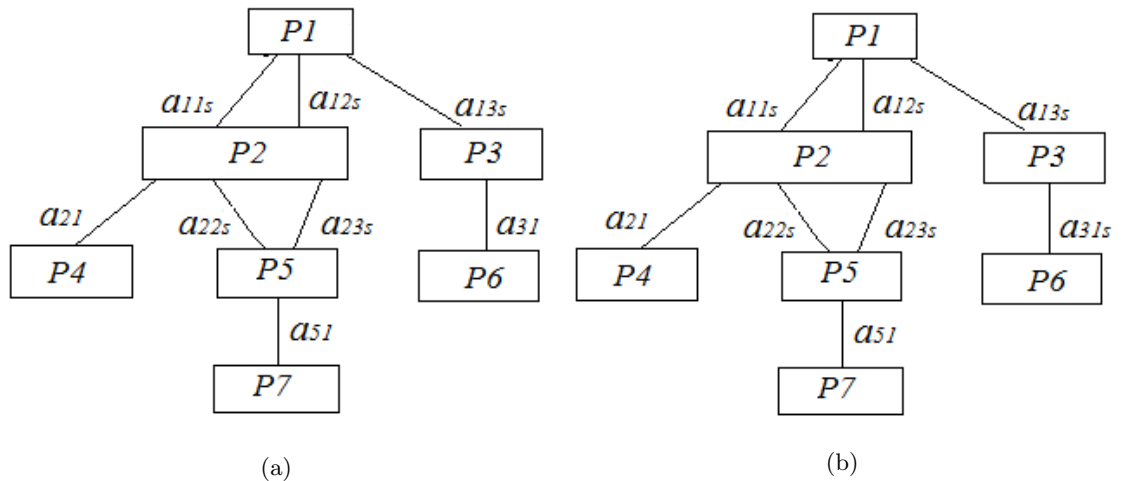 P1
a11s a12s a13s
P2 P3
a21 a22s a23s a31
P4 P5 P6
a51
P7
(a)
P1
a11s a12s a13s
P2 P3
a21 a22s a23s a31s
P4 P5 P6
a51
P7
(b)